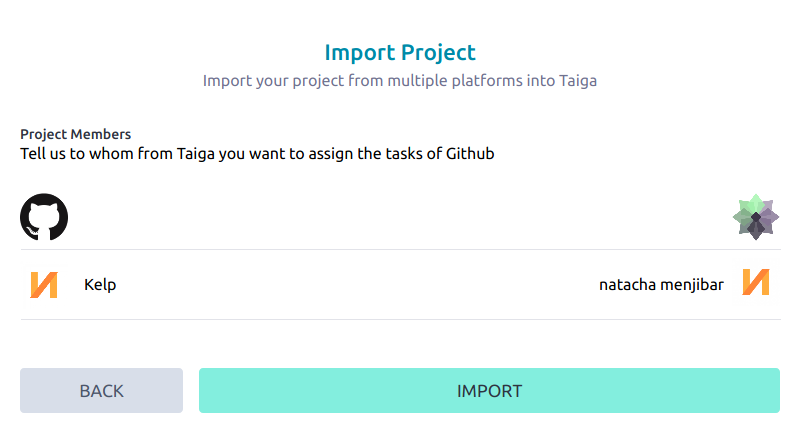 Import Project
Import your project from multiple platforms into Taiga
Project Members
Tell us to whom from Taiga you want to assign the tasks of Github
Kelp natacha menjibar
BACK IMPORT